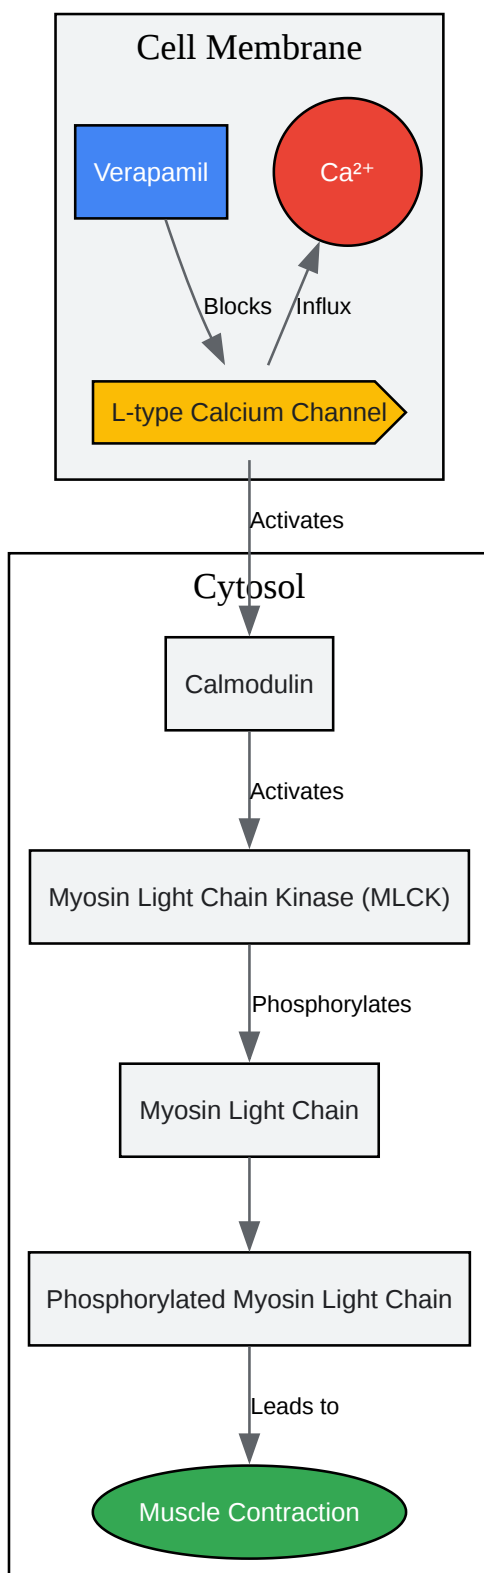 Cell Membrane
Verapamil
Ca²⁺
Blocks
Influx
L-type Calcium Channel
Activates
Cytosol
Calmodulin
Activates
Myosin Light Chain Kinase (MLCK)
Phosphorylates
Myosin Light Chain
Phosphorylated Myosin Light Chain
Leads to
Muscle Contraction